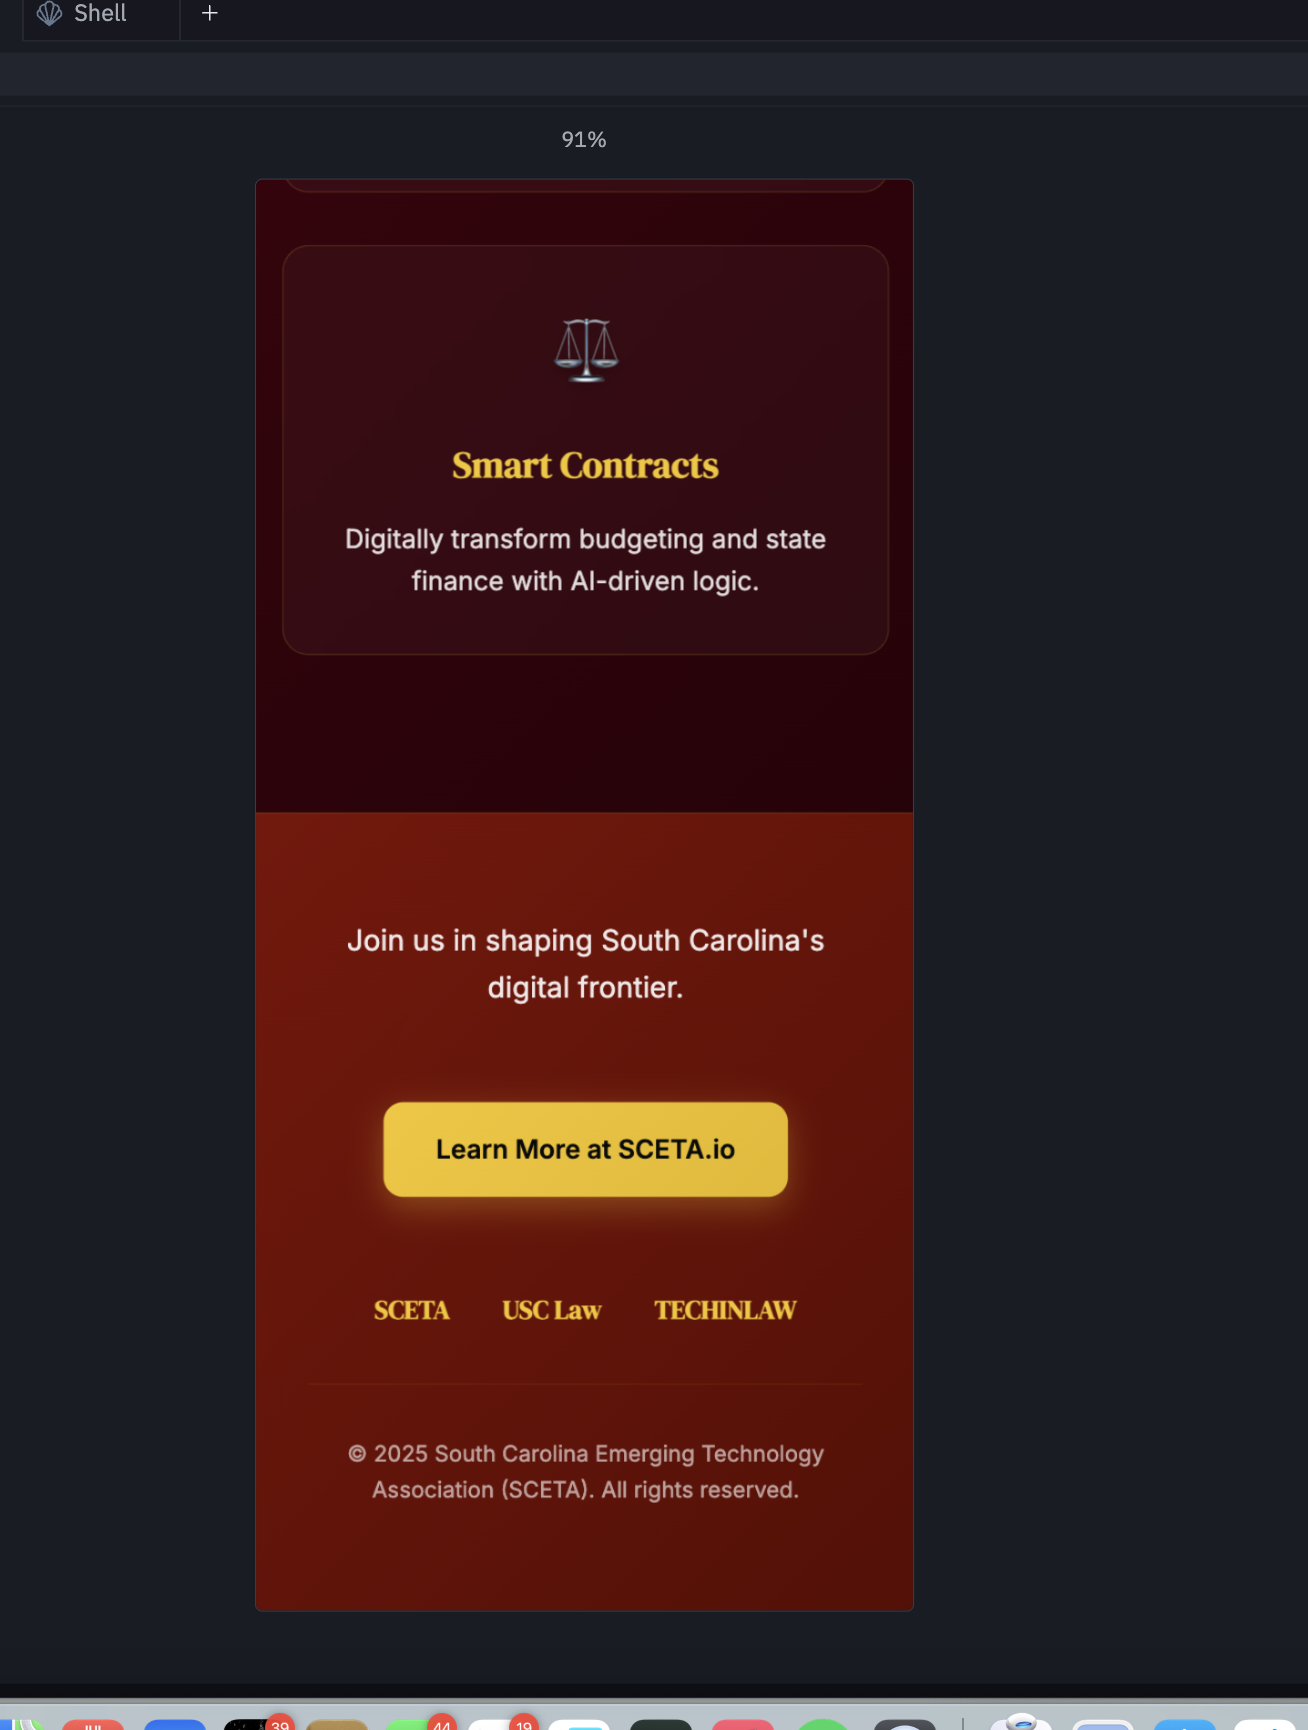 Shell +
91%
Smart Contracts
Digitally transform budgeting and state
finance with AI-driven logic.
Join us in shaping South Carolina's
digital frontier.
Learn More at SCETA.io
SCETA USC Law TECHINLAW
© 2025 South Carolina Emerging Technology
Association (SCETA). All rights reserved.
JUL 39 44 19